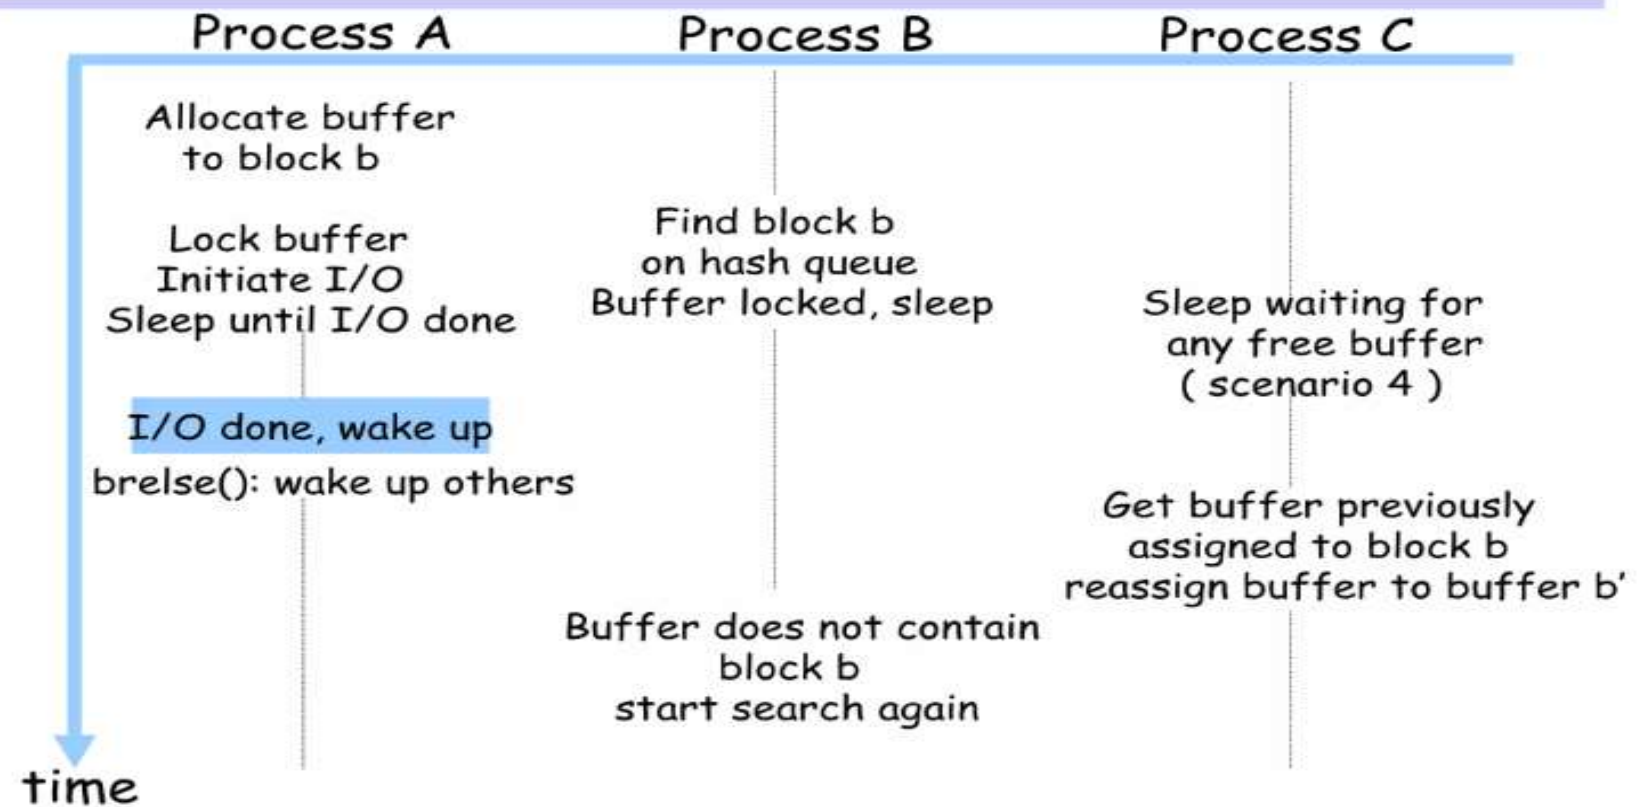 Process A
Process B
Process C
Allocate buffer
to block b
Lock buffer
Initiate I/O
Sleep until I/O done
I/O done, wake up
brelse(): wake up others
Find block b
on hash queue
Buffer locked, sleep
Buffer does not contain
block b
start search again
Sleep waiting for
any free buffer
( scenario 4 )
Get buffer previously
assigned to block b
reassign buffer to buffer b’
time